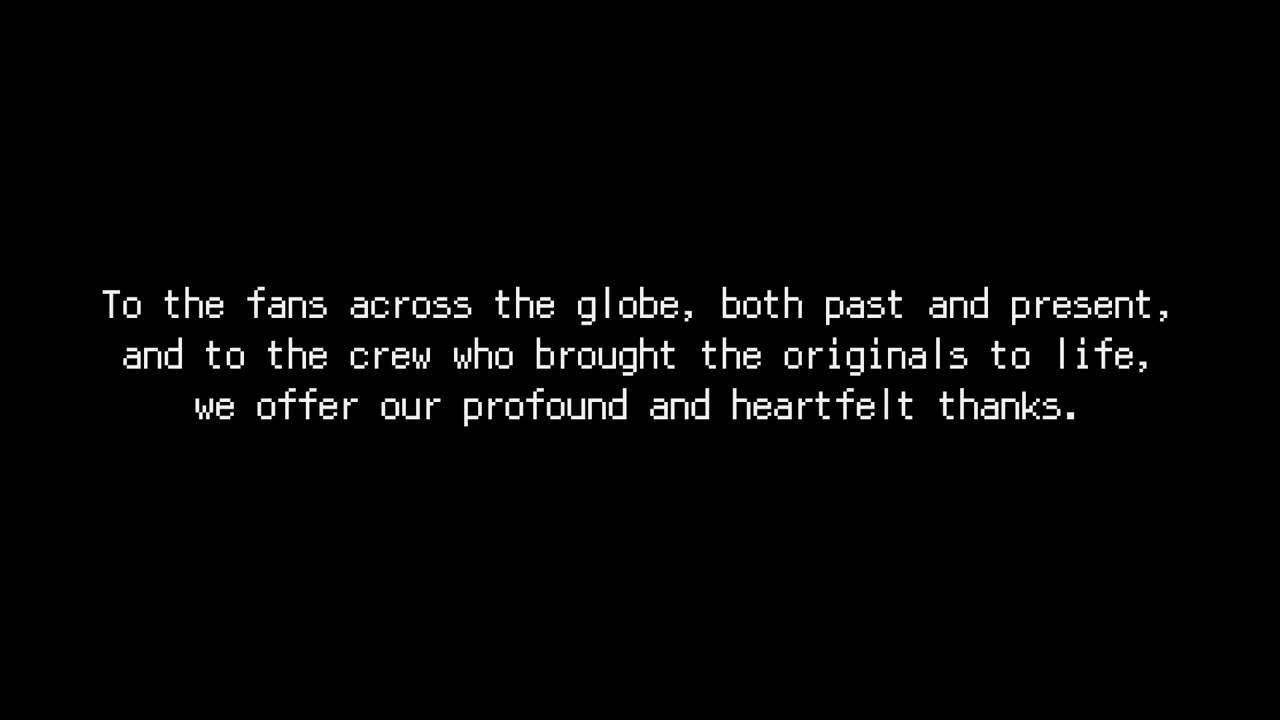 To the fans across the globe, both past and present,
and to the crew who brought the originals to life,
we offer our profound and heartfelt thanks.